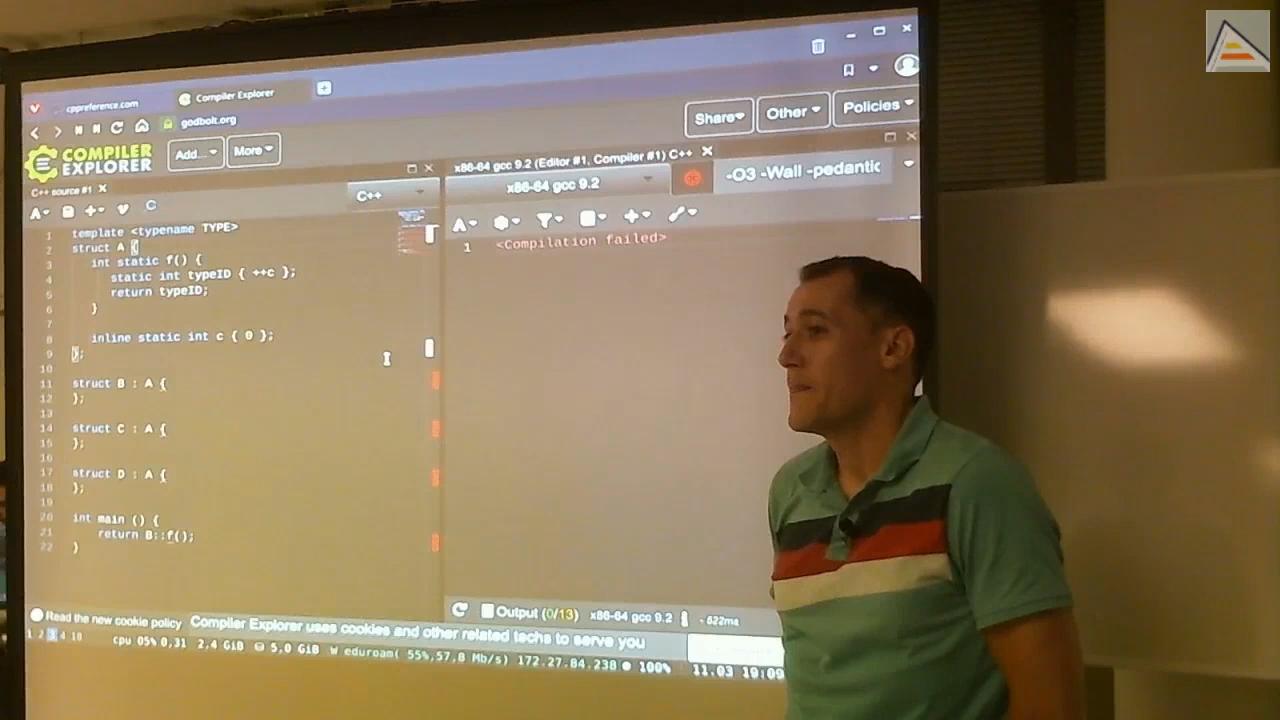 cppreference.com
Compiler Explorer
godbolt.org
COMPILER
EXPLORER
Add...
More
Share
Other
Policies
C++ source #1
x86-64 gcc 9.2 (Editor #1, Compiler #1) C++
C++
x86-64 gcc 9.2
-O3 -Wall -pedantic
A
A
1 <Compilation failed>
1 template <typename TYPE>
2 struct A {
3 int static f() {
4 static int typeID { ++c };
5 return typeID;
6 }
7
8 inline static int c { 0 };
9 };
10
11 struct B : A {
12 };
13
14 struct C : A {
15 };
16
17 struct D : A {
18 };
19
20 int main () {
21 return B::f();
22 }
Output (0/13) x86-64 gcc 9.2 - 622ms
Read the new cookie policy
Compiler Explorer uses cookies and other related techs to serve you
1 2 3 4 10 cpu 05% 0,31 2,4 GiB 5,0 GiB W eduroam( 55%,57,8 Mb/s) 172.27.84.238 100% 11.03 19:09